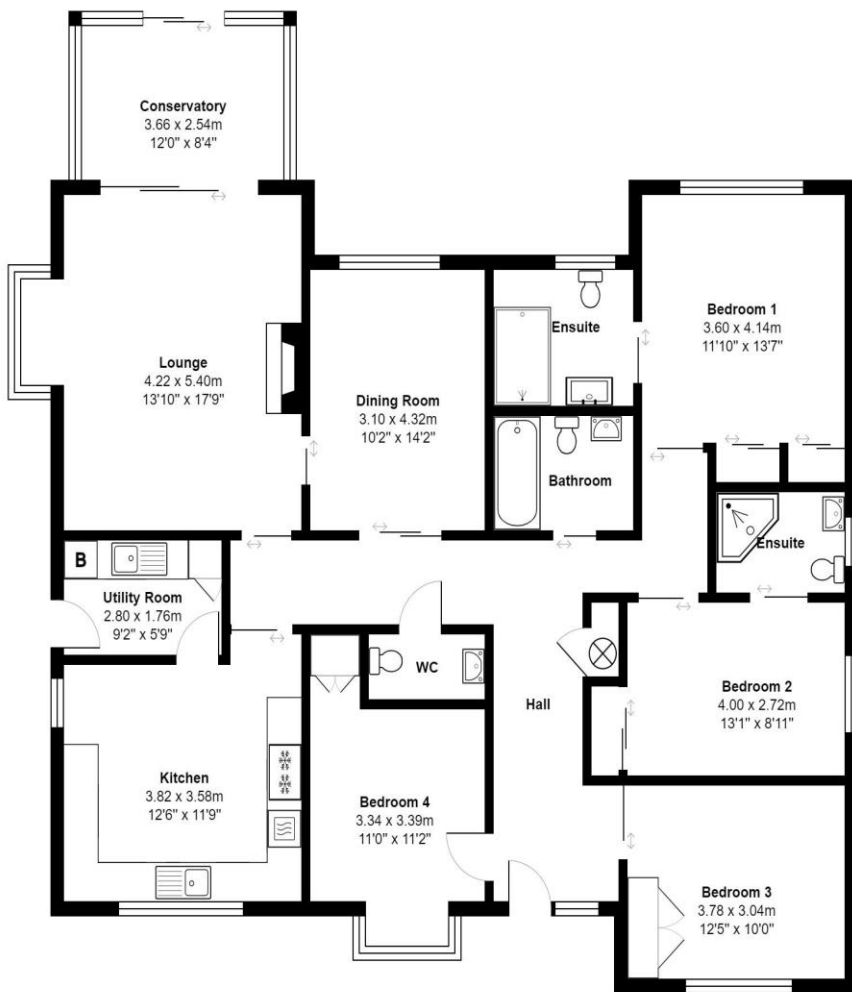 Conservatory
3.66 x 2.54m
12'0" x 8'4"
Lounge
4.22 x 5.40m
13'10" x 17'9"
Dining Room
3.10 x 4.32m
10'2" x 14'2"
Ensuite
Bedroom 1
3.60 x 4.14m
11'10" x 13'7"
Bathroom
Ensuite
B
Utility Room
2.80 x 1.76m
9'2" x 5'9"
WC
Hall
Bedroom 2
4.00 x 2.72m
13'1" x 8'11"
Kitchen
3.82 x 3.58m
12'6" x 11'9"
Bedroom 4
3.34 x 3.39m
11'0" x 11'2"
Bedroom 3
3.78 x 3.04m
12'5" x 10'0"